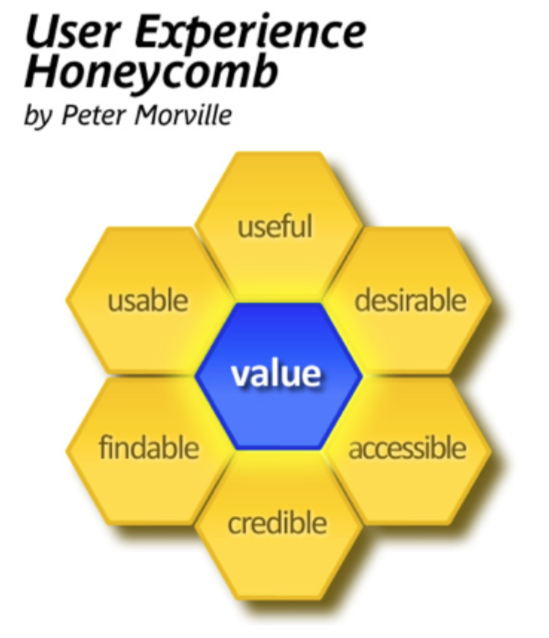 User Experience
Honeycomb
by Peter Morville
useful
usable
desirable
value
findable
accessible
credible